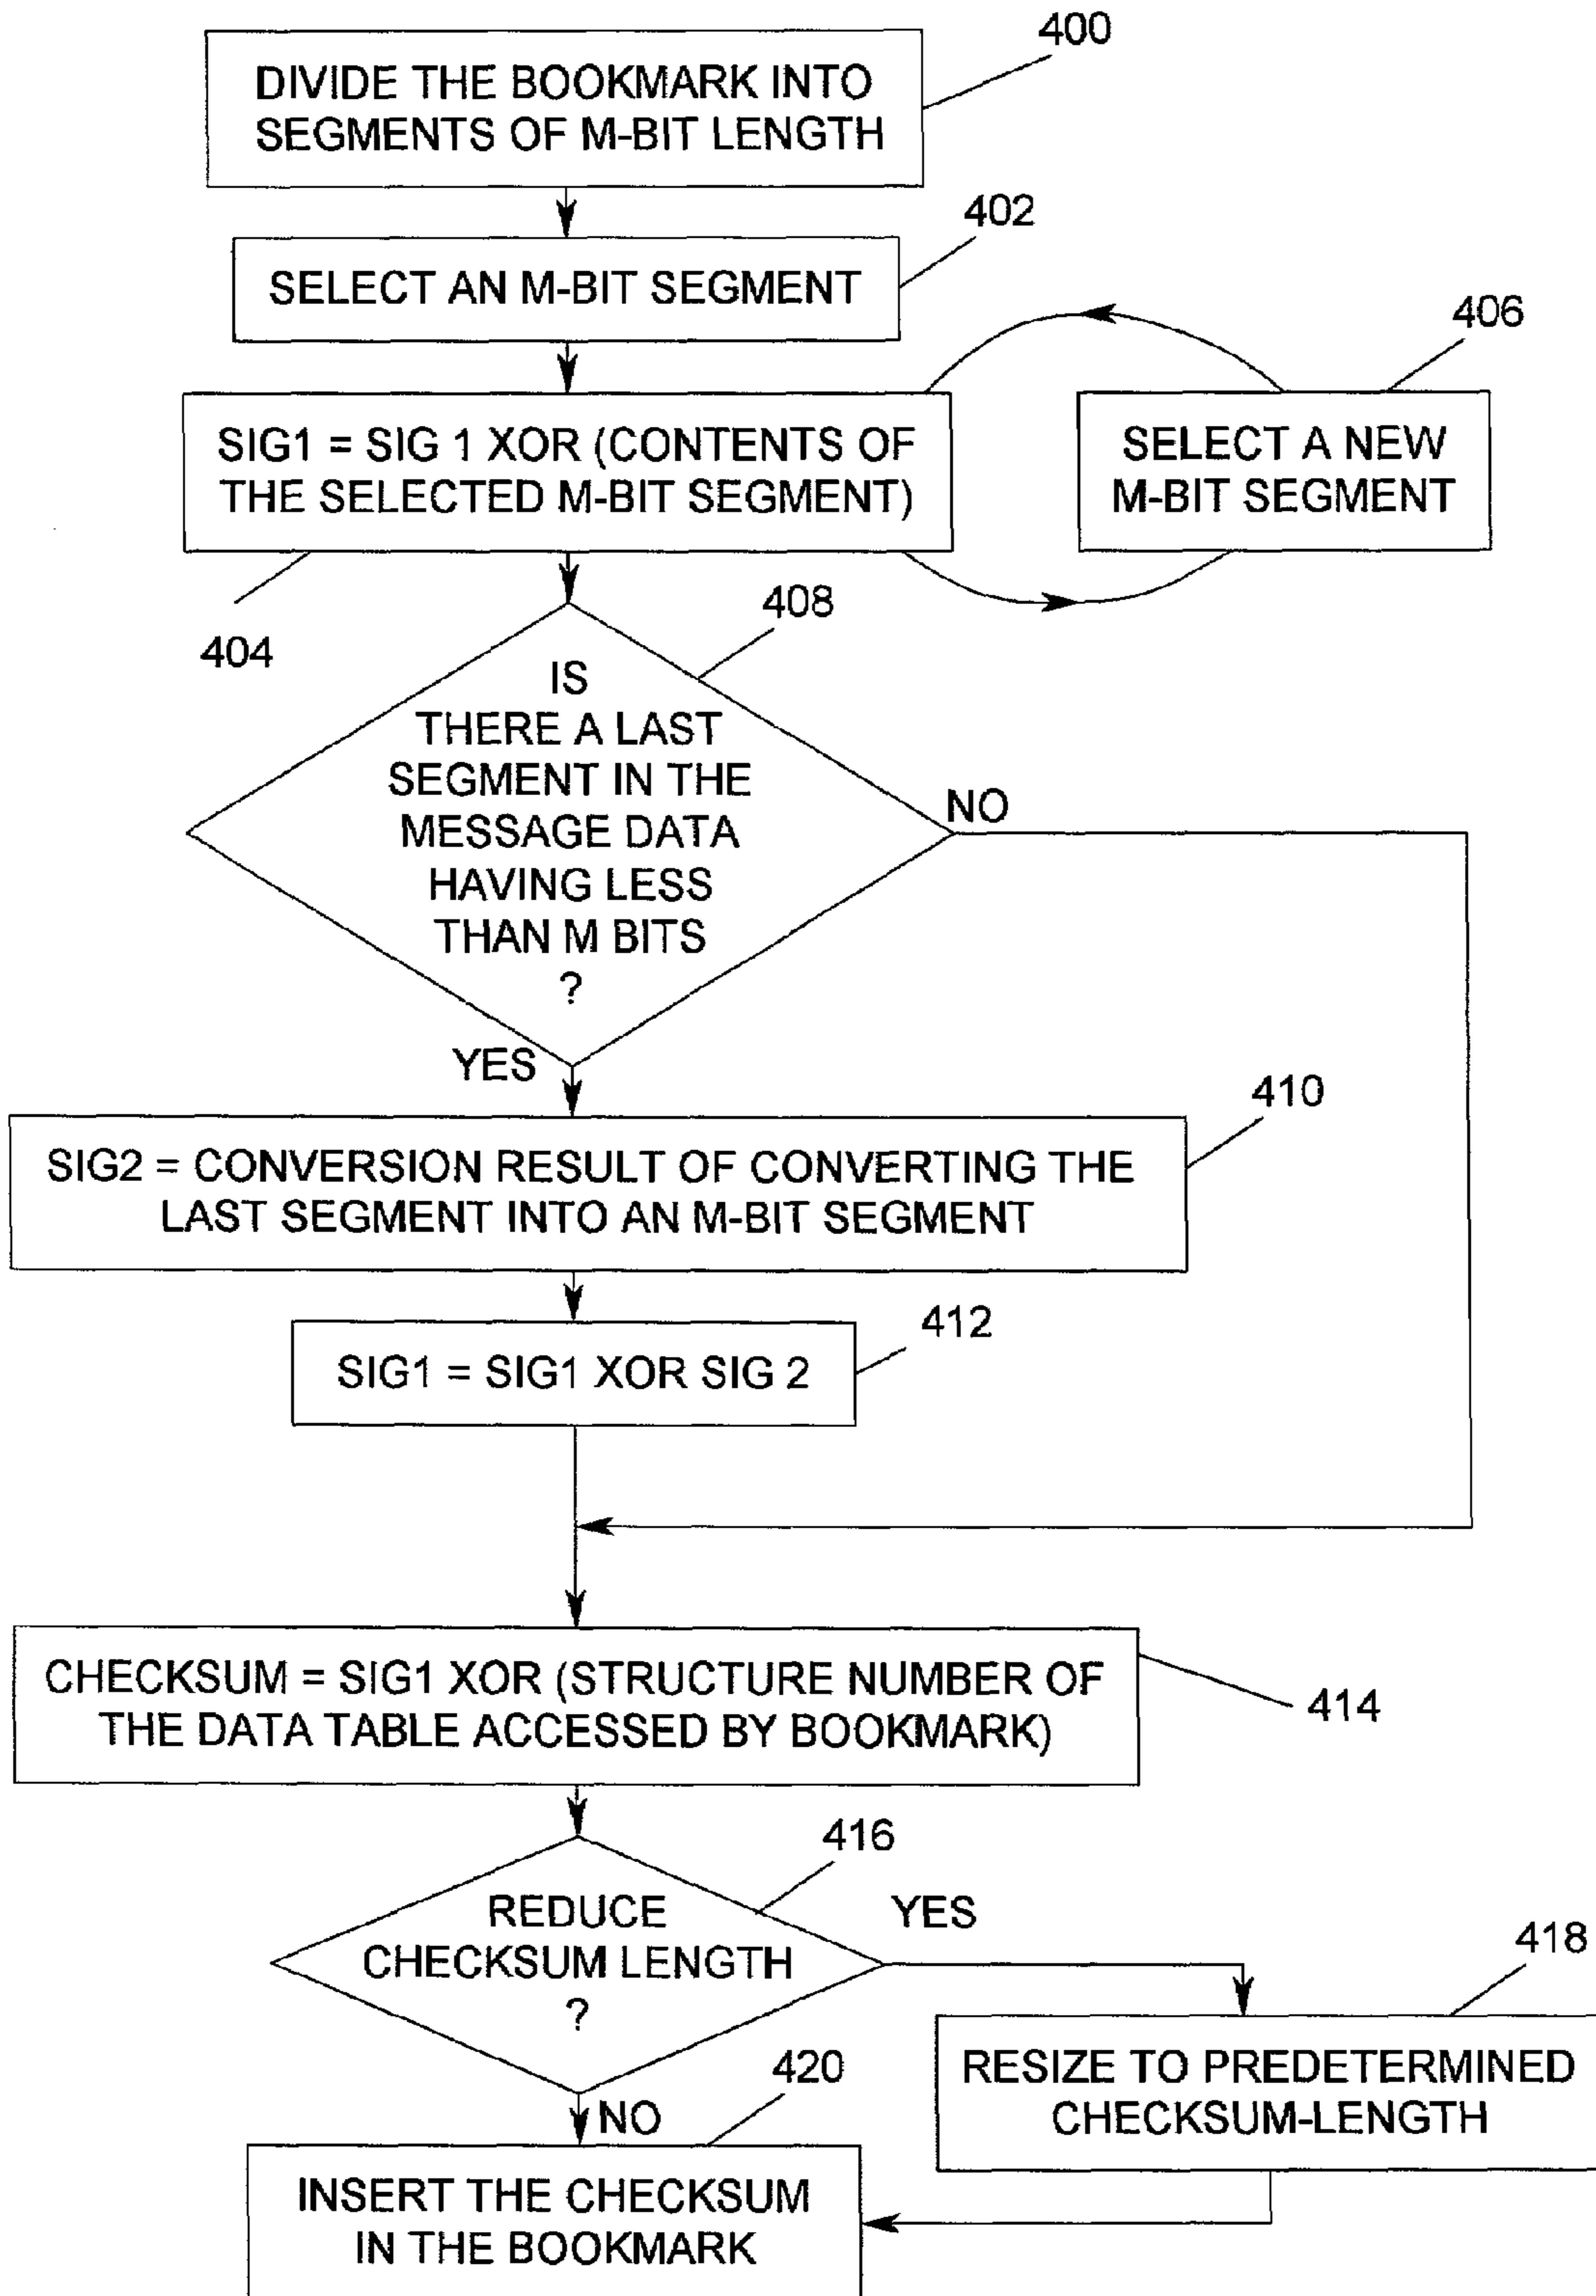 400
DIVIDE THE BOOKMARK INTO
SEGMENTS OF M-BIT LENGTH
402
SELECT AN M-BIT SEGMENT
406
SIG1 = SIG 1 XOR (CONTENTS OF
THE SELECTED M-BIT SEGMENT)
SELECT A NEW
M-BIT SEGMENT
404
408
IS
THERE A LAST
SEGMENT IN THE
MESSAGE DATA
HAVING LESS
THAN M BITS
?
NO
YES
410
SIG2 = CONVERSION RESULT OF CONVERTING THE
LAST SEGMENT INTO AN M-BIT SEGMENT
412
SIG1 = SIG1 XOR SIG 2
CHECKSUM = SIG1 XOR (STRUCTURE NUMBER OF
THE DATA TABLE ACCESSED BY BOOKMARK)
414
416
REDUCE
CHECKSUM LENGTH
?
YES
418
RESIZE TO PREDETERMINED
CHECKSUM-LENGTH
NO
420
INSERT THE CHECKSUM
IN THE BOOKMARK